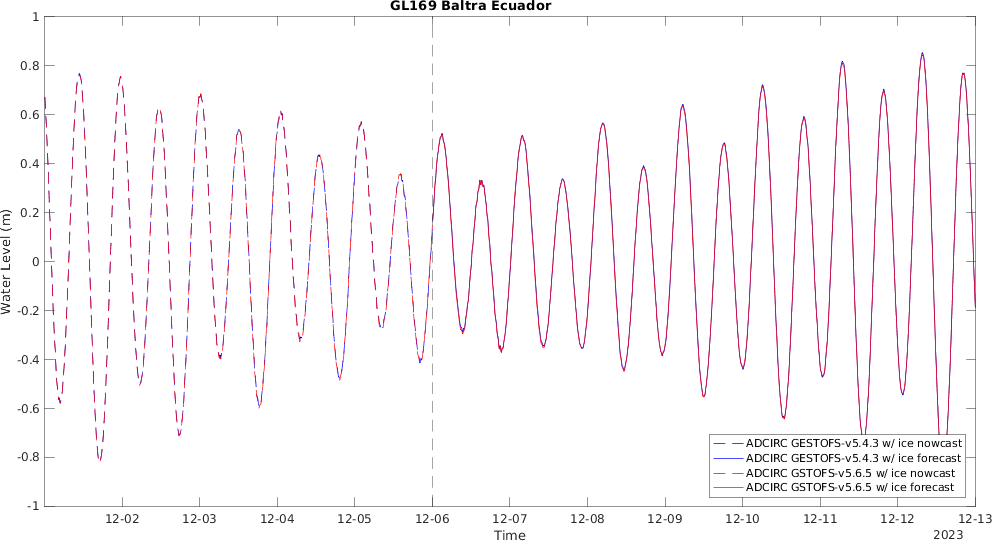 GL169 Baltra Ecuador
1
0.8
0.6
0.4
0.2
0
-0.2
-0.4
-0.6
-0.8
-1
Water Level (m)
ADCIRC GESTOFS-v5.4.3 w/ ice nowcast
ADCIRC GESTOFS-v5.4.3 w/ ice forecast
ADCIRC GSTOFS-v5.6.5 w/ ice nowcast
ADCIRC GSTOFS-v5.6.5 w/ ice forecast
12-02 12-03 12-04 12-05 12-06 12-07 12-08 12-09 12-10 12-11 12-12 12-13
Time
2023